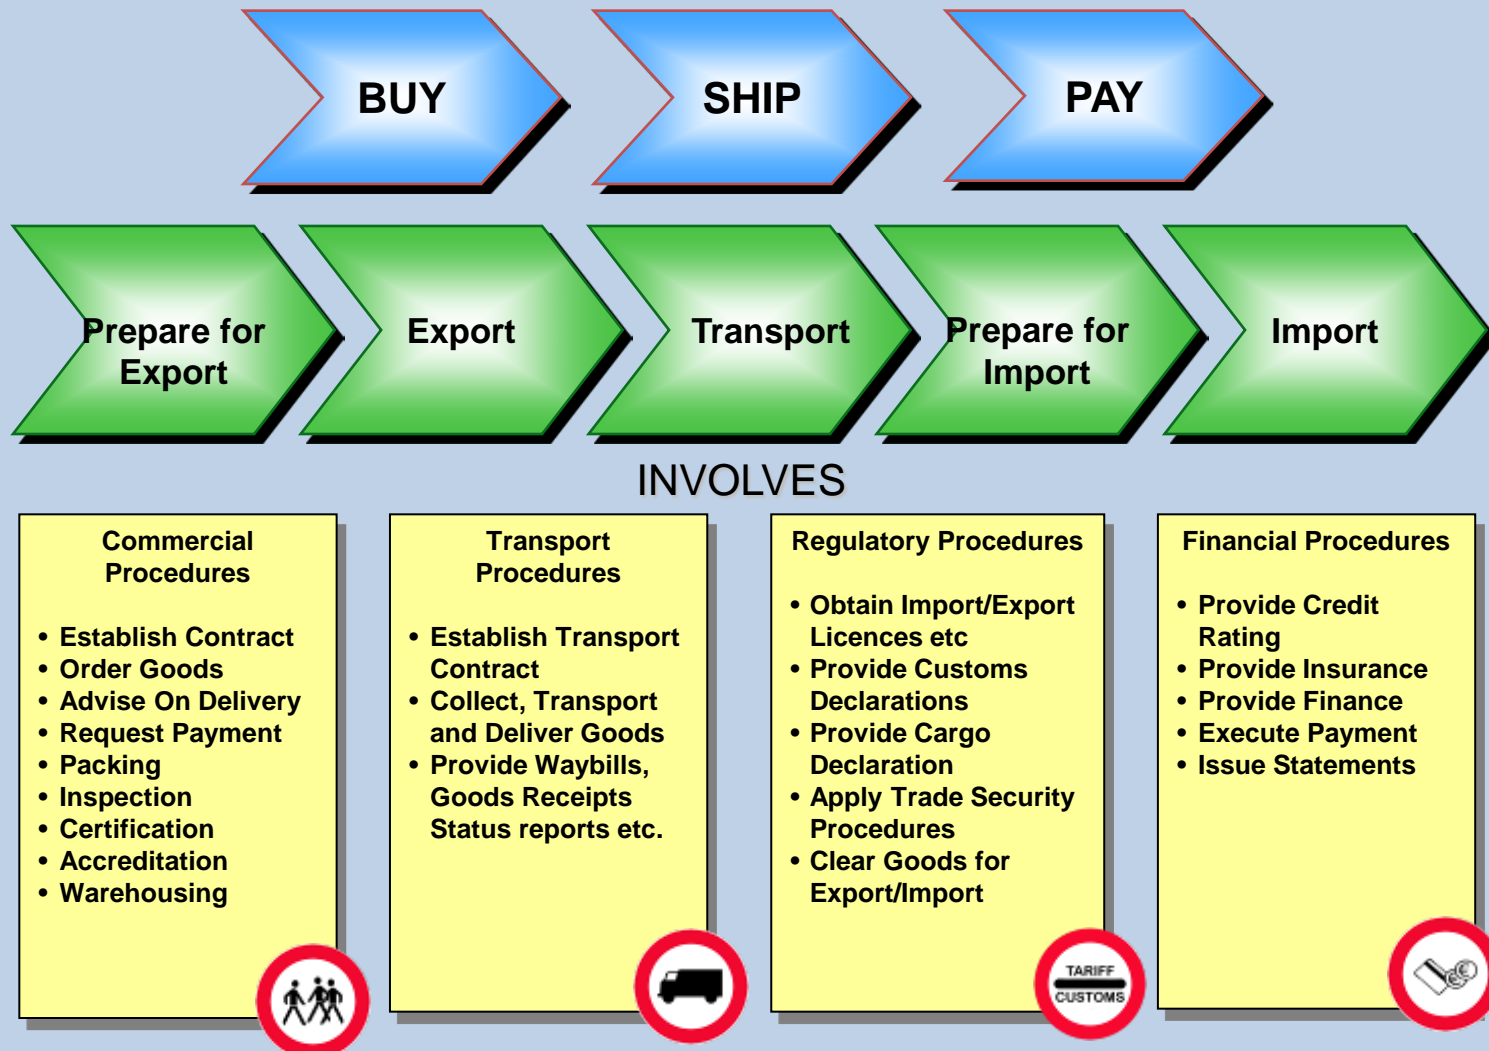 BUY
SHIP
PAY
Prepare for
Export
Export
Transport
Prepare for
Import
Import
INVOLVES
Commercial
Procedures
• Establish Contract
• Order Goods
• Advise On Delivery
• Request Payment
• Packing
• Inspection
• Certification
• Accreditation
• Warehousing
Transport
Procedures
• Establish Transport
Contract
• Collect, Transport
and Deliver Goods
• Provide Waybills,
Goods Receipts
Status reports etc.
Regulatory Procedures
• Obtain Import/Export
Licences etc
• Provide Customs
Declarations
• Provide Cargo
Declaration
• Apply Trade Security
Procedures
• Clear Goods for
Export/Import
TARIFF
CUSTOMS
Financial Procedures
• Provide Credit
Rating
• Provide Insurance
• Provide Finance
• Execute Payment
• Issue Statements